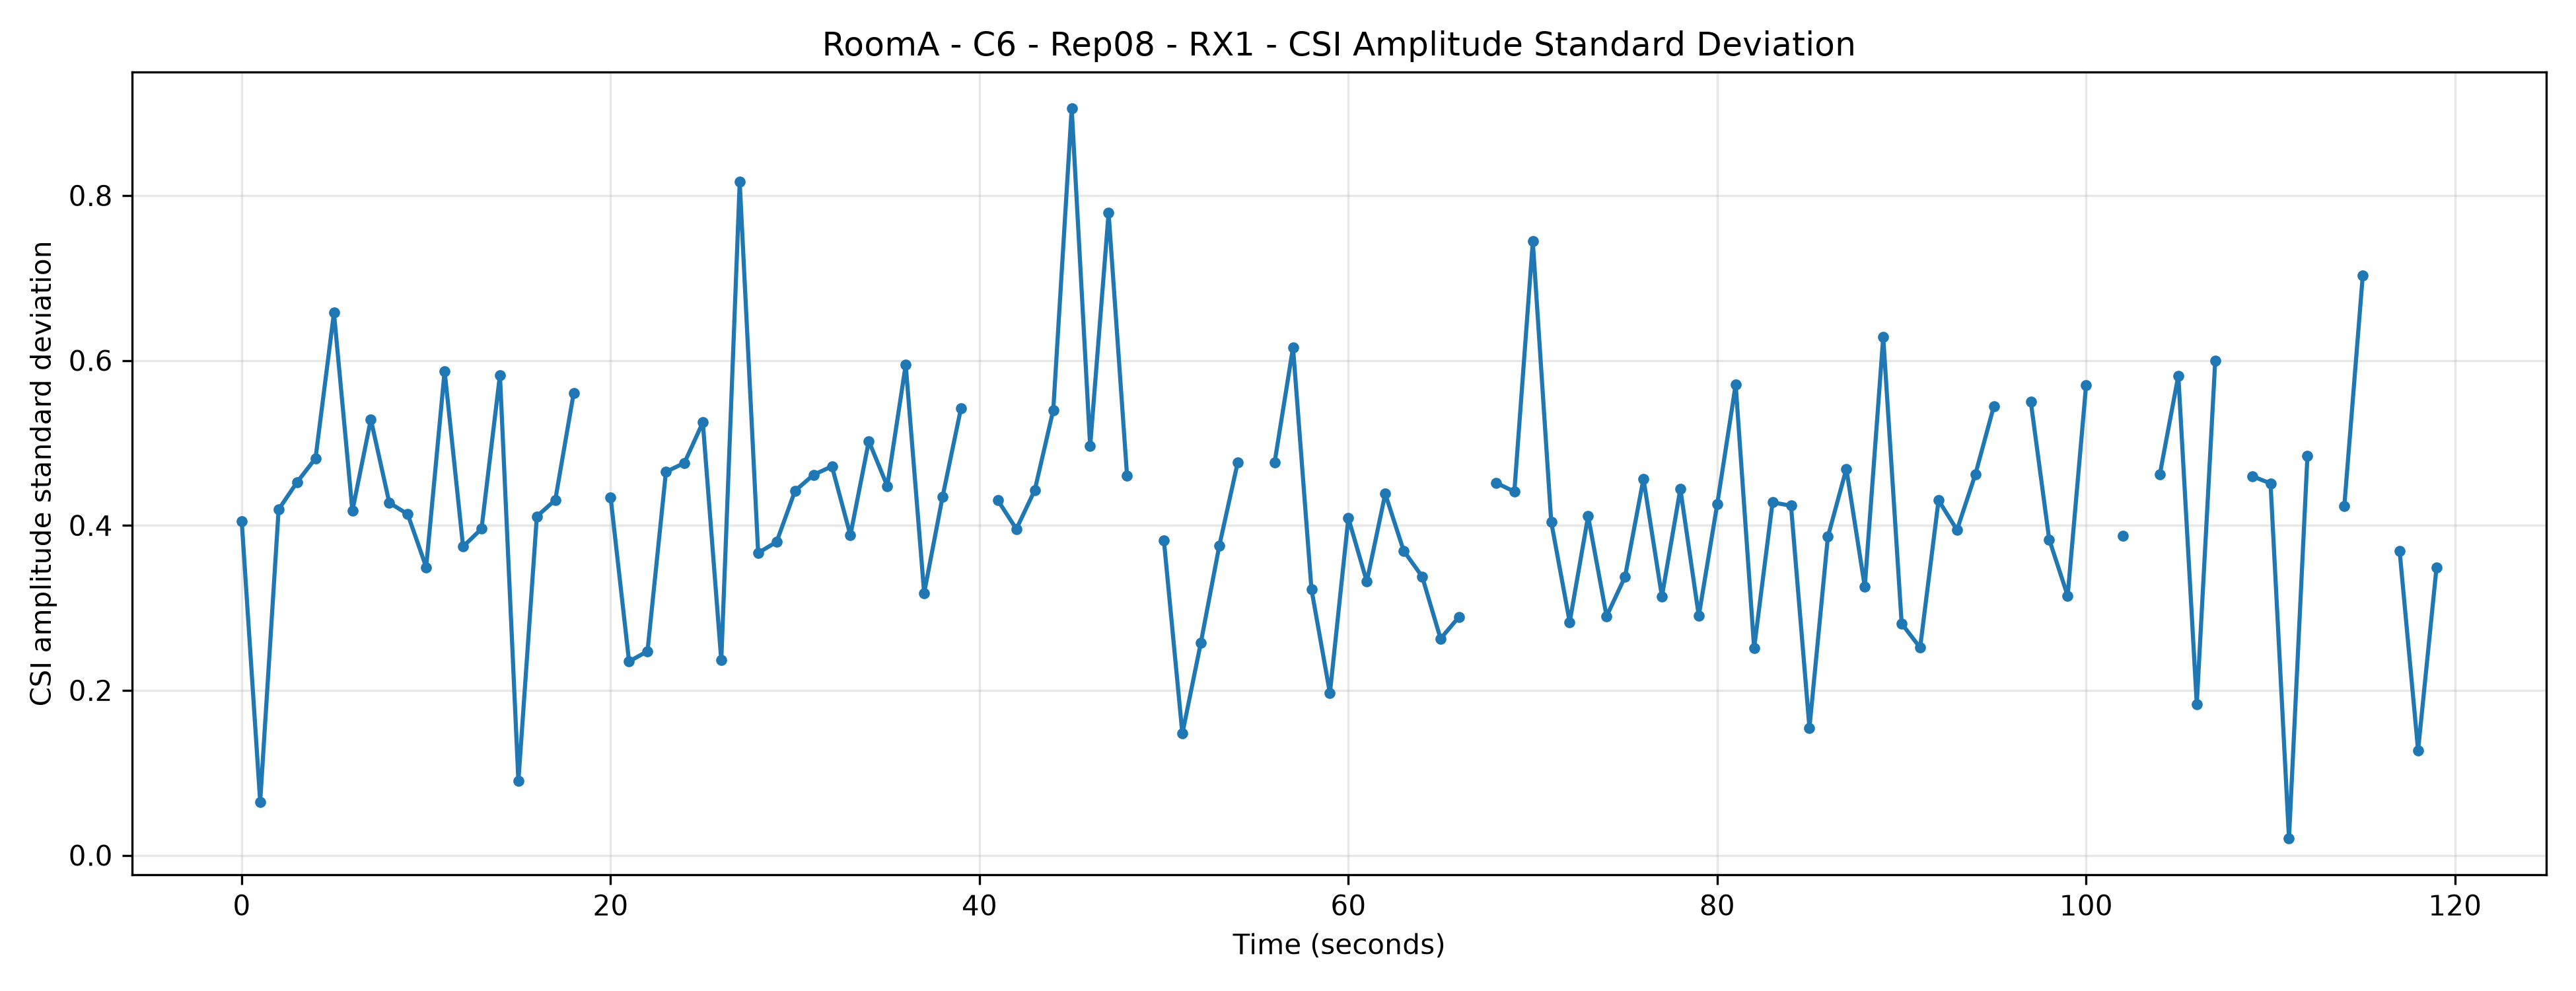 RoomA - C6 - Rep08 - RX1 - CSI Amplitude Standard Deviation
CSI amplitude standard deviation
0.8
0.6
0.4
0.2
0.0
0 20 40 60 80 100 120
Time (seconds)